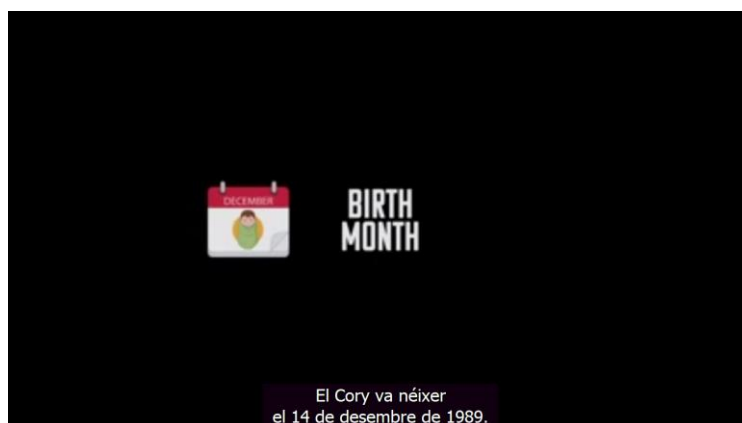 DECEMBER
BIRTH
MONTH
El Cory va néixer
el 14 de desembre de 1989.